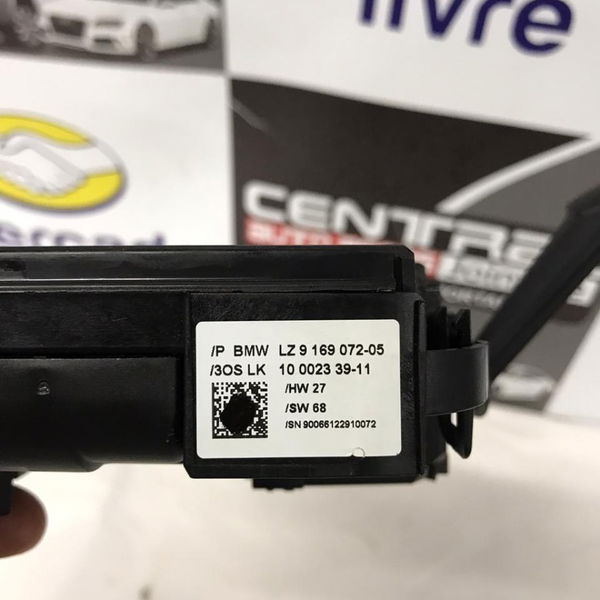 livre
CENTRA
/P BMW LZ 9 169 072-05
/3OS LK 10 0023 39-11
/HW 27
/SW 68
/SN 90066122910072